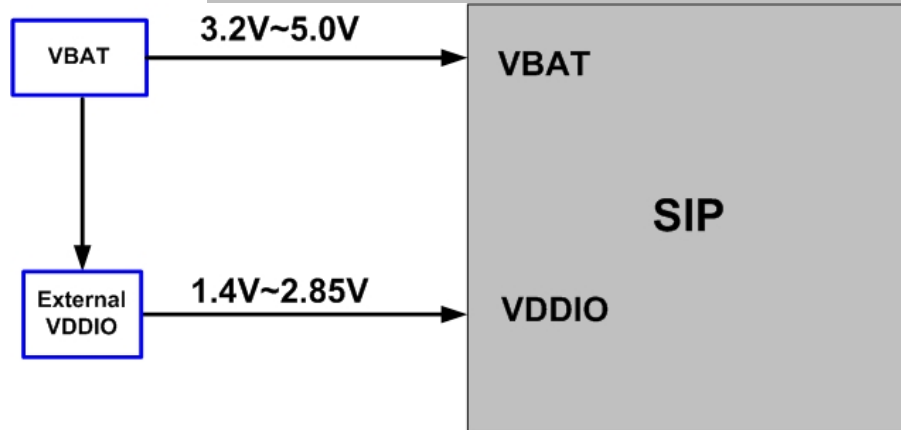 3.2V~5.0V
VBAT
VBAT
SIP
External
VDDIO
1.4V~2.85V
VDDIO